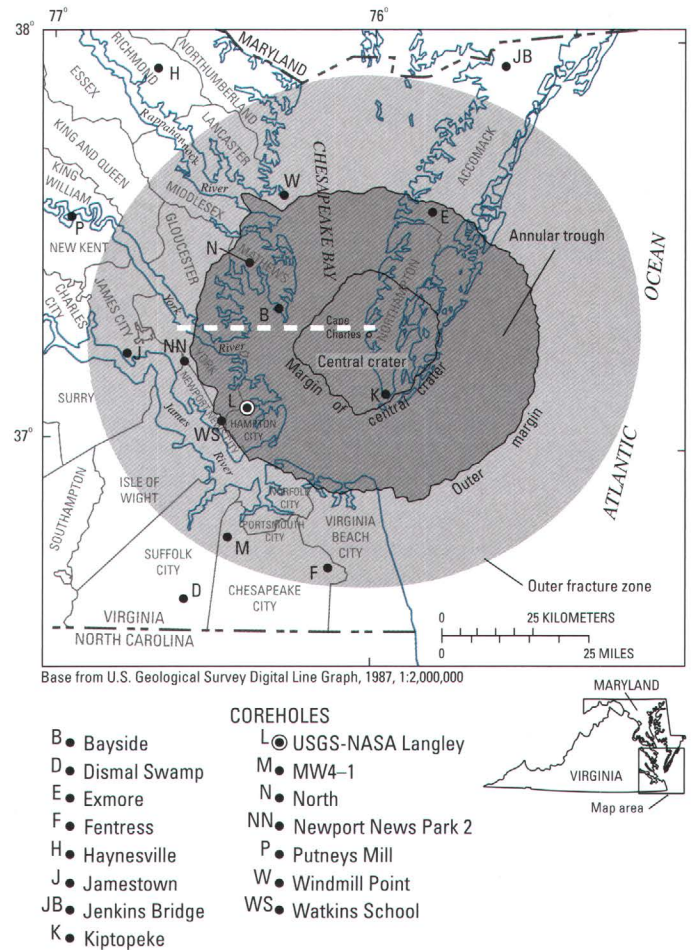 77°
76°
38°
MARYLAND
RICHMOND
H
NORTHUMBERLAND
JB
ESSEX
Rappahannock
LANCASTER
CHESAPEAKE BAY
ACCOMACK
KING AND QUEEN
KING
WILLIAM
River
W
MIDDLESEX
P
E
NEW KENT
GLOUCESTER
N
MATHEWS
Annular trough
OCEAN
CHARLES
CITY
JAMES CITY
York
B
NORTHAMPTON
Cape
Charles
J
NN
YORK
River
Central crater
Margin of central crater
NEWPORT NEWS CITY
SURRY
James
L
K
HAMPTON
CITY
WS
37°
River
Outer margin
ATLANTIC
SOUTHAMPTON
ISLE OF
WIGHT
NORFOLK
CITY
PORTSMOUTH
CITY
VIRGINIA
BEACH
CITY
M
SUFFOLK
CITY
F
D
CHESAPEAKE
CITY
Outer fracture zone
VIRGINIA
NORTH CAROLINA
0 25 KILOMETERS
0 25 MILES
Base from U.S. Geological Survey Digital Line Graph, 1987, 1:2,000,000
MARYLAND
VIRGINIA
Map area
COREHOLES
B Bayside
D Dismal Swamp
E Exmore
F Fentress
H Haynesville
J Jamestown
JB Jenkins Bridge
K Kiptopeke
L USGS-NASA Langley
M MW4–1
N North
NN Newport News Park 2
P Putneys Mill
W Windmill Point
WS Watkins School